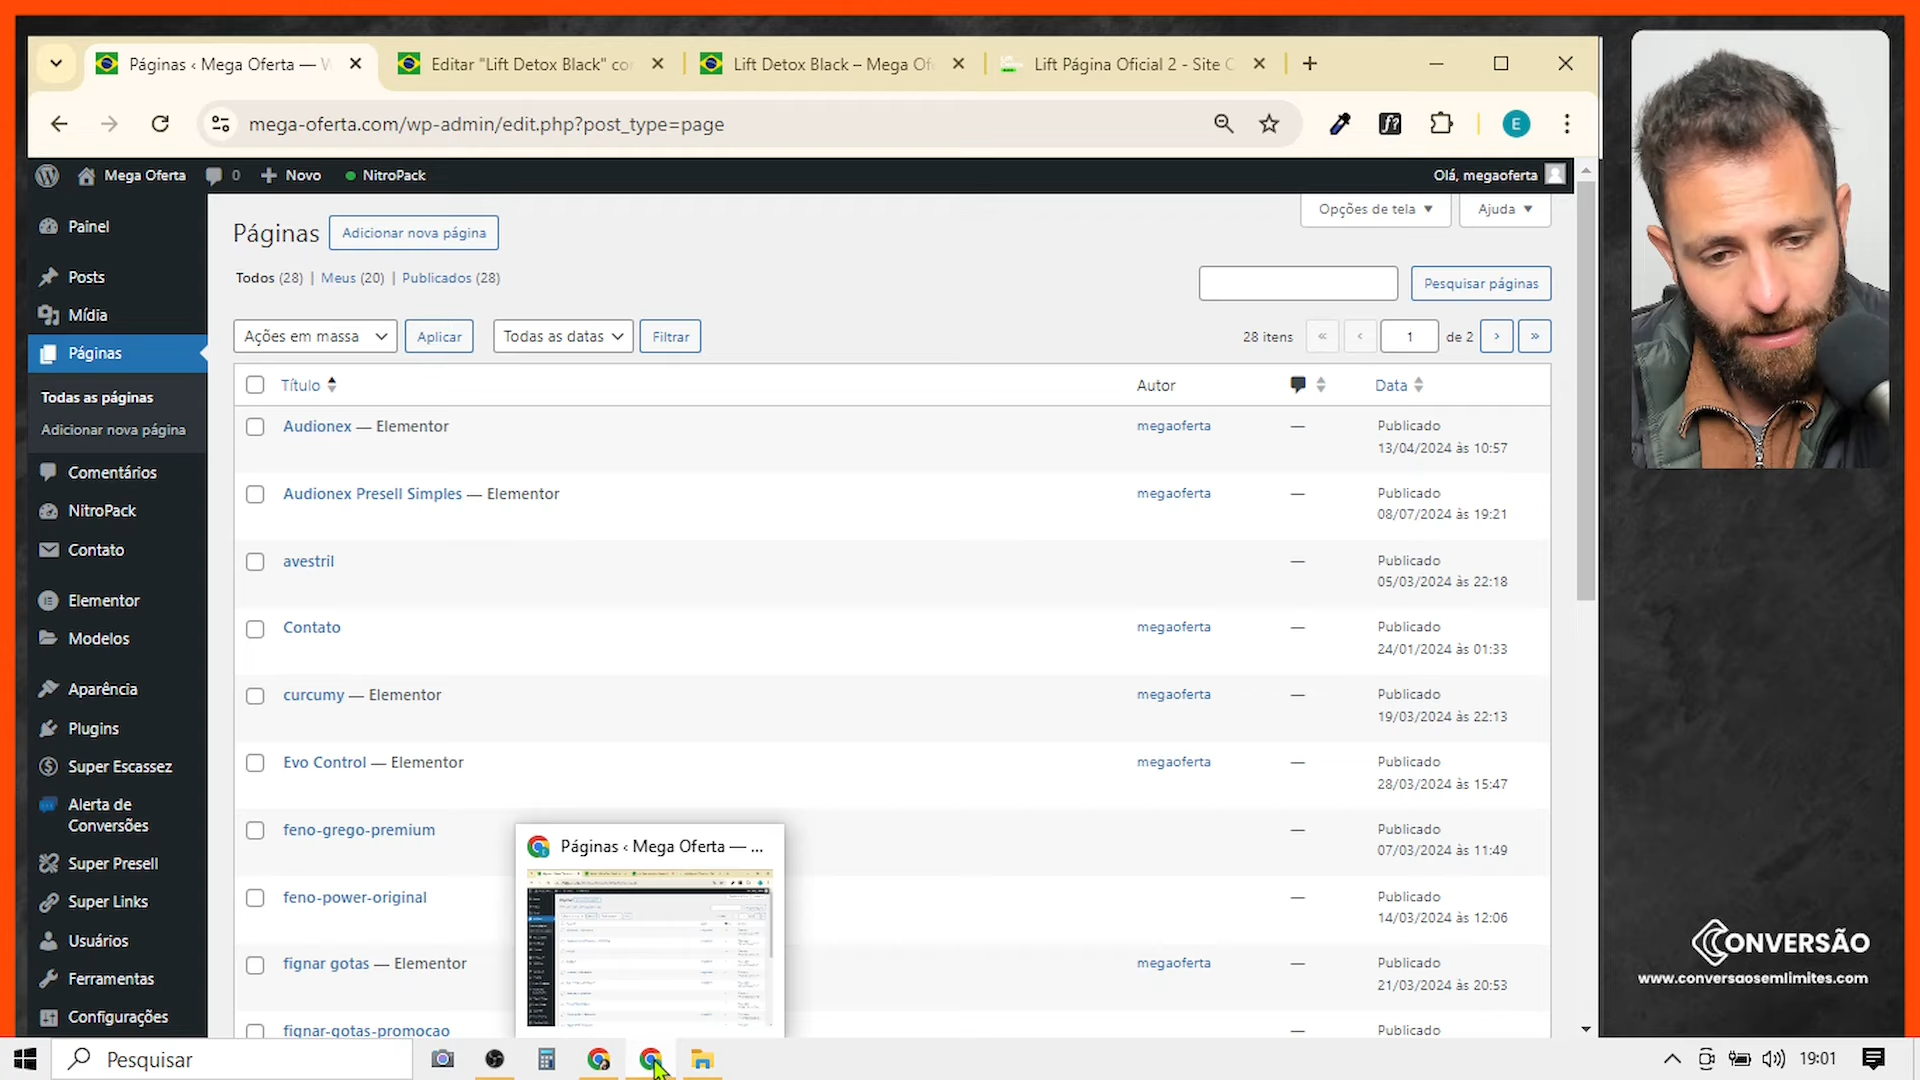 Páginas ‹ Mega Oferta — W
Editar "Lift Detox Black" co
Lift Detox Black – Mega Of
Lift Página Oficial 2 - Site O
mega-oferta.com/wp-admin/edit.php?post_type=page
E
Mega Oferta
0
Novo
NitroPack
Olá, megaoferta
Painel
Posts
Mídia
Páginas
Todas as páginas
Adicionar nova página
Comentários
NitroPack
Contato
Elementor
Modelos
Aparência
Plugins
Super Escassez
Alerta de
Conversões
Super Presell
Super Links
Usuários
Ferramentas
Configurações
Páginas
Adicionar nova página
Opções de tela
Ajuda
Todos (28) | Meus (20) | Publicados (28)
Pesquisar páginas
Ações em massa
Aplicar
Todas as datas
Filtrar
28 itens « ‹ 1 de 2 › »
Título
Autor
Data
Audionex — Elementor
megaoferta
—
Publicado
13/04/2024 às 10:57
Audionex Presell Simples — Elementor
megaoferta
—
Publicado
08/07/2024 às 19:21
avestril
—
Publicado
05/03/2024 às 22:18
Contato
megaoferta
—
Publicado
24/01/2024 às 01:33
curcumy — Elementor
megaoferta
—
Publicado
19/03/2024 às 22:13
Evo Control — Elementor
megaoferta
—
Publicado
28/03/2024 às 15:47
feno-grego-premium
—
Publicado
07/03/2024 às 11:49
feno-power-original
—
Publicado
14/03/2024 às 12:06
fignar gotas — Elementor
megaoferta
—
Publicado
21/03/2024 às 20:53
fignar-gotas-promocao
—
Publicado
Páginas ‹ Mega Oferta — ...
Pesquisar
19:01
CONVERSÃO
www.conversaosemlimites.com